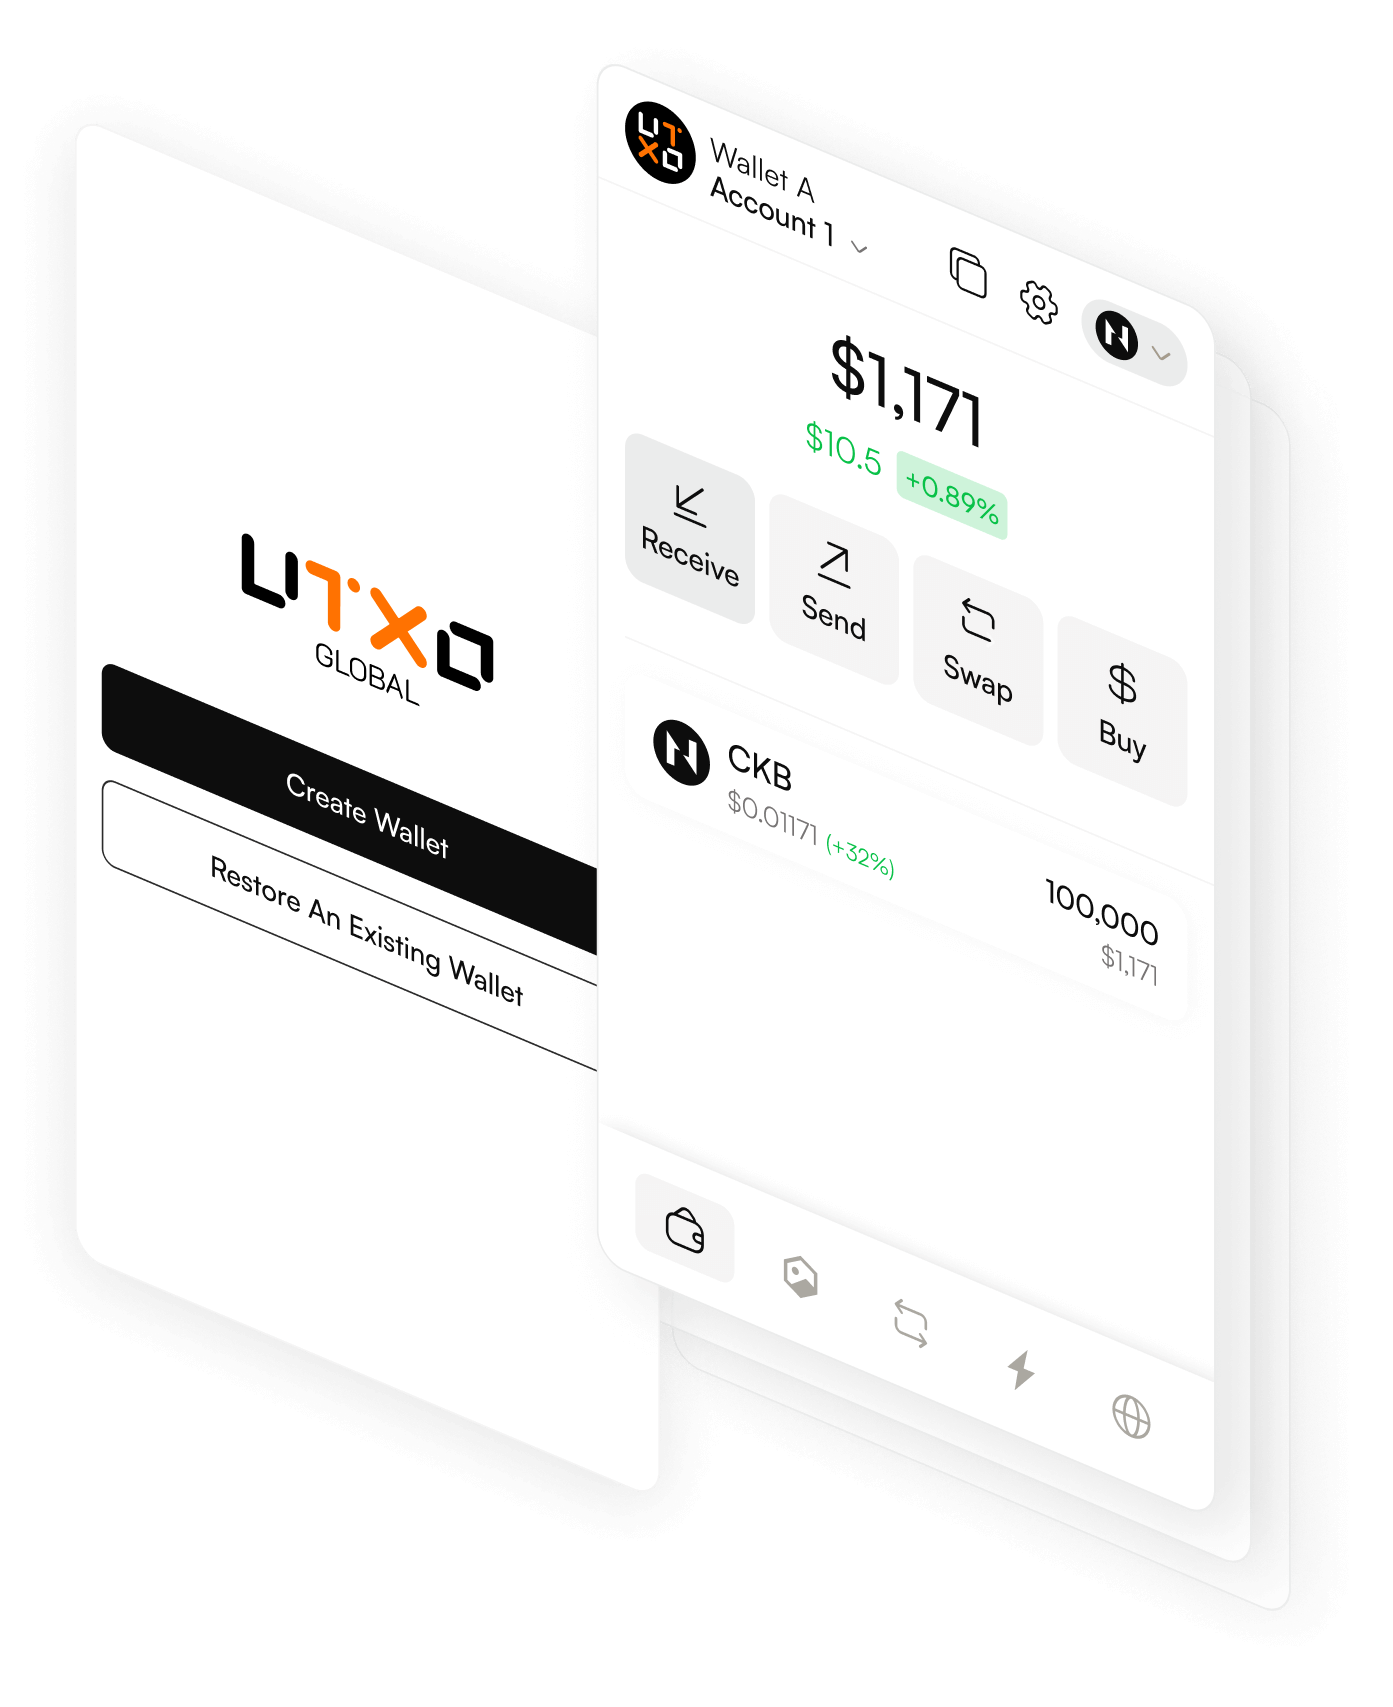 UTXO
GLOBAL
Create Wallet
Restore An Existing Wallet
UTXO
Wallet A
Account 1
$1,171
$10.5 +0.89%
Receive
Send
Swap
Buy
CKB
$0.01171 (+32%)
100,000
$1,171